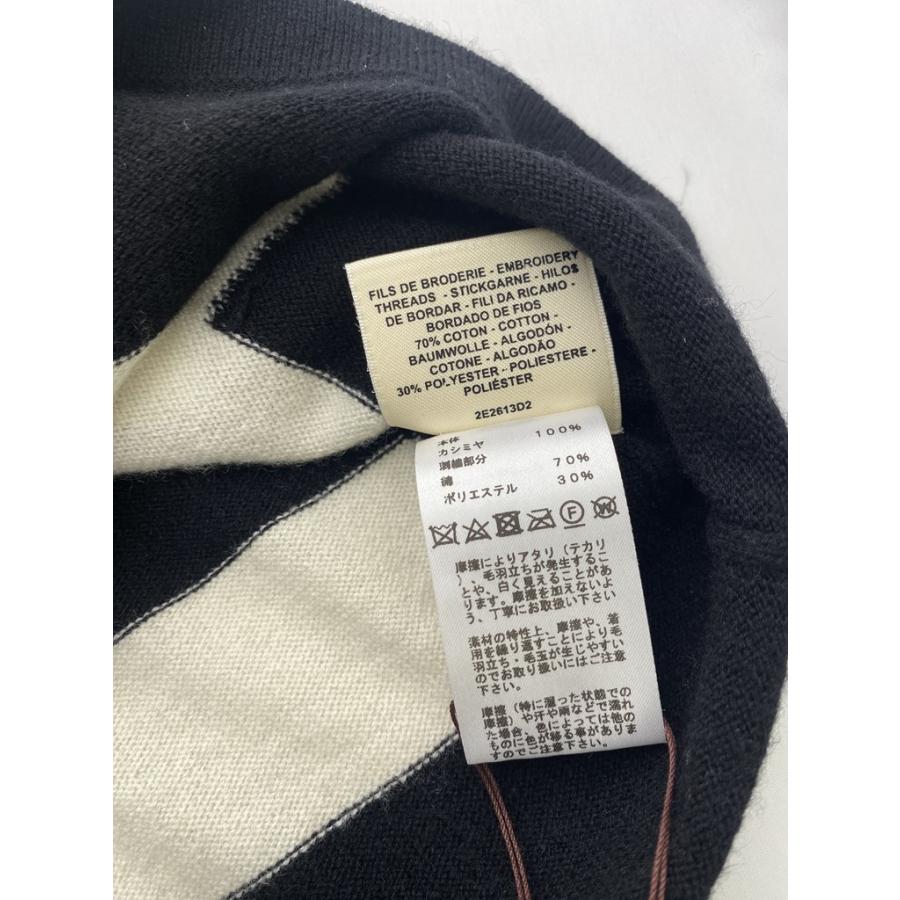 FILS DE BRODERIE - EMBROIDERY
THREADS - STICKGARNE - HILOS
DE BORDAR - FILI DA RICAMO -
BORDADO DE FIOS
70% COTON - COTTON -
BAUMWOLLE - ALGODÓN -
COTONE - ALGODÃO
30% POLYESTER - POLIESTERE -
POLIÉSTER
2E2613D2
本体 100%
カシミヤ
刺繍部分
綿 70%
ポリエステル 30%
F W
摩擦によりアタリ(テカリ
)、毛羽立ちが発生するこ
とや、白く見えることがあ
ります。摩擦を加えないよ
う、丁寧にお取扱い下さい
素材の特性上、摩擦や、着
用を繰り返すことにより毛
羽立ち・毛玉が生じやすい
のでお取り扱いにはご注意
下さい。
摩擦(特に湿った状態での
摩擦)や汗や雨などで濡れ
た場合、色によっては他の
ものに色が移る事がありま
すのでご注意下さい。